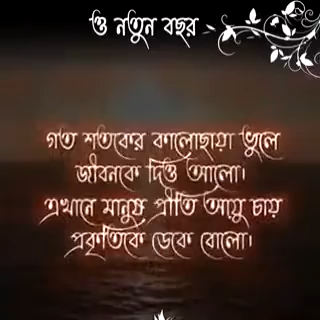 ও নতুন বছর
গত শতকের কালোছায়া ভুলে
জীবনকে দিও আলো।
এখানে মানুষ প্রীতি আয়ু চায়
প্রকৃতিকে ডেকে বোলো।